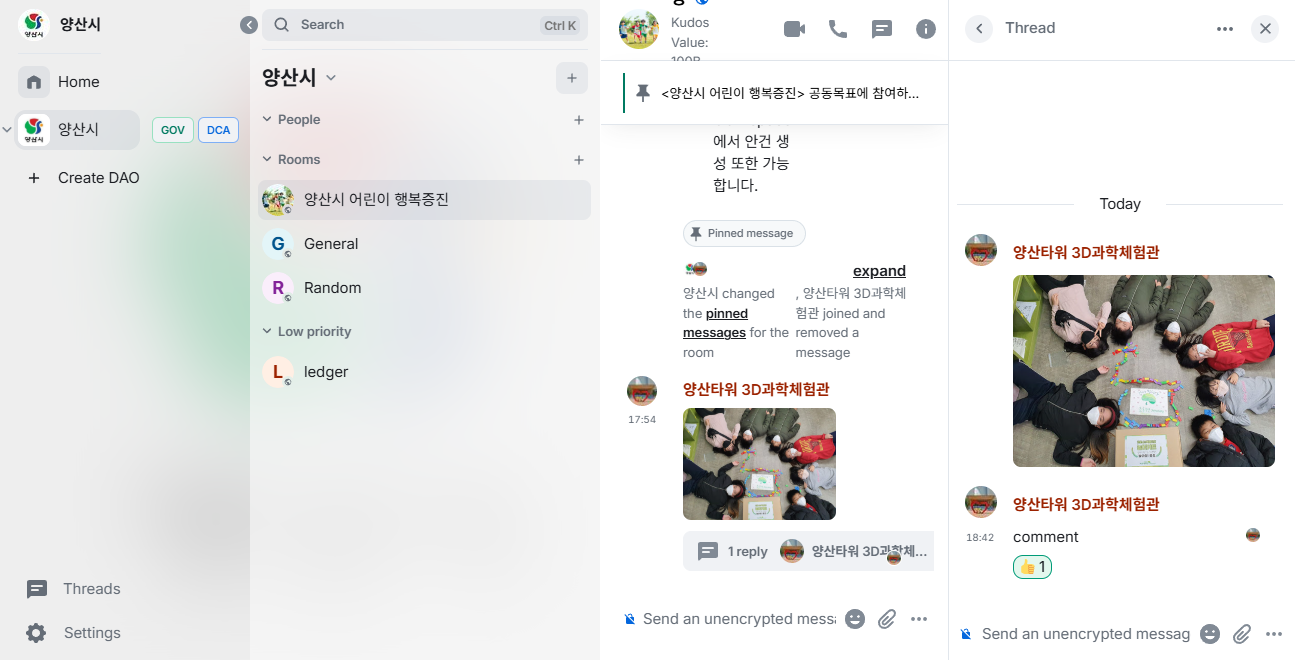 양산시
Home
양산시
GOV
DCA
Create DAO
Threads
Settings
Search
Ctrl K
양산시
People
Rooms
양산시 어린이 행복증진
G
General
R
Random
Low priority
L
ledger
Kudos
Value:
<양산시 어린이 행복증진> 공동목표에 참여하...
에서 안건 생
성 또한 가능
합니다.
Pinned message
expand
양산시 changed
the pinned
messages for the
room
, 양산타워 3D과학체
험관 joined and
removed a
message
양산타워 3D과학체험관
17:54
1 reply
양산타워 3D과학체...
Send an unencrypted messa
Thread
Today
양산타워 3D과학체험관
양산타워 3D과학체험관
18:42
comment
👍 1
Send an unencrypted messag